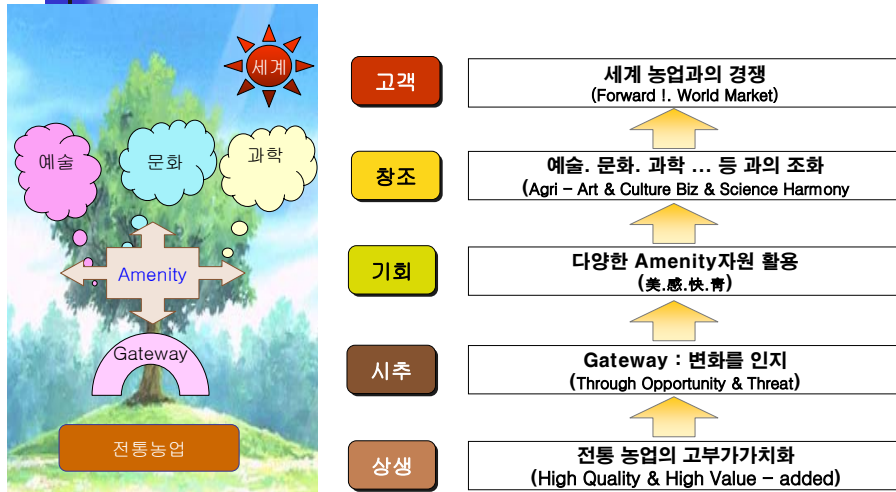 세계
예술
문화
과학
Amenity
Gateway
전통농업
고객
세계 농업과의 경쟁
(Forward !. World Market)
창조
예술. 문화. 과학 ... 등 과의 조화
(Agri – Art & Culture Biz & Science Harmony
기회
다양한 Amenity자원 활용
(美.感.快.靑)
시추
Gateway : 변화를 인지
(Through Opportunity & Threat)
상생
전통 농업의 고부가가치화
(High Quality & High Value – added)